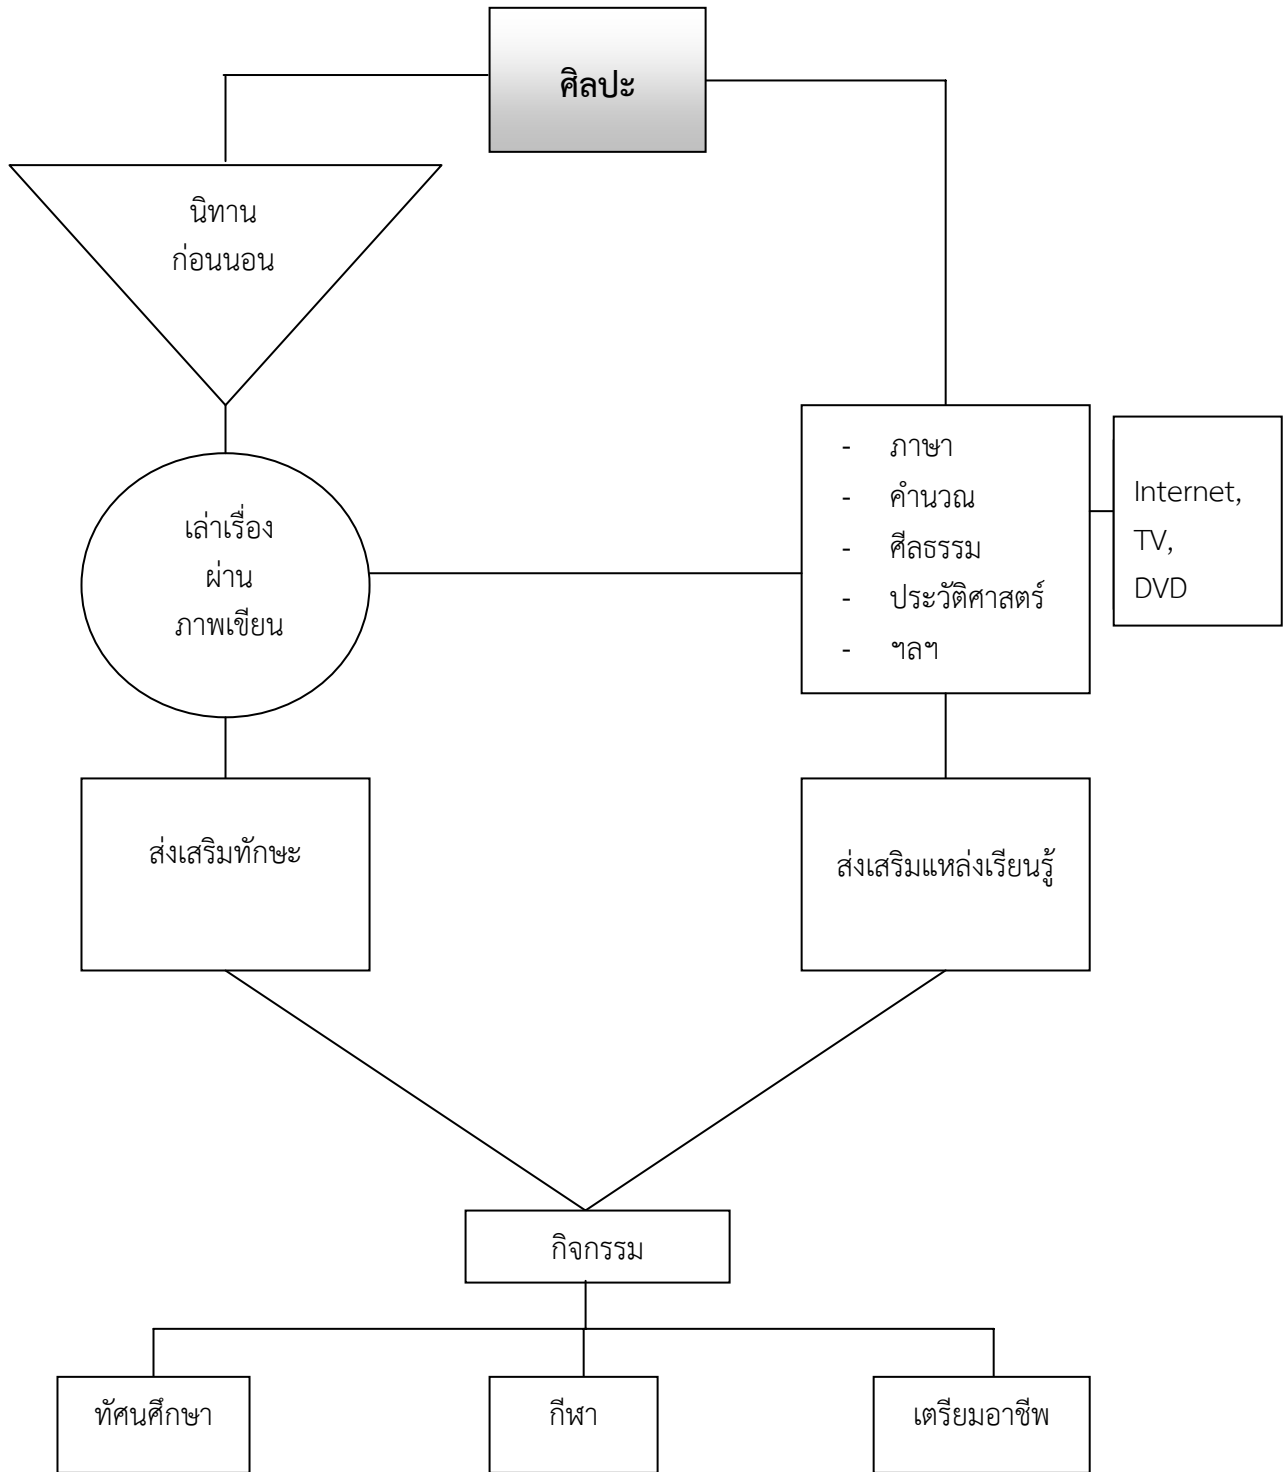 ศิลปะ
นิทาน
ก่อนนอน
- ภาษา
- คำนวณ
- ศีลธรรม
- ประวัติศาสตร์
- ฯลฯ
Internet,
TV,
DVD
เล่าเรื่อง
ผ่าน
ภาพเขียน
ส่งเสริมทักษะ
ส่งเสริมแหล่งเรียนรู้
กิจกรรม
ทัศนศึกษา
กีฬา
เตรียมอาชีพ